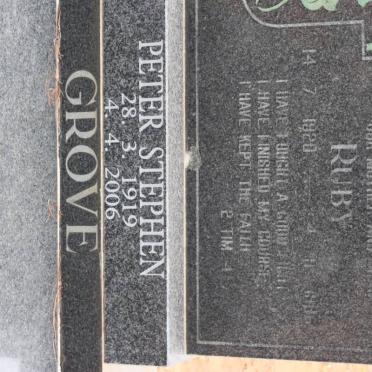 RUBY
14 7 1920
I HAVE FOUGHT A GOOD FIGHT
I HAVE FINISHED MY COURSE
I HAVE KEPT THE FAITH
2 TIM 4
PETER STEPHEN
28. 3. 1919
4. 4. 2006
GROVE